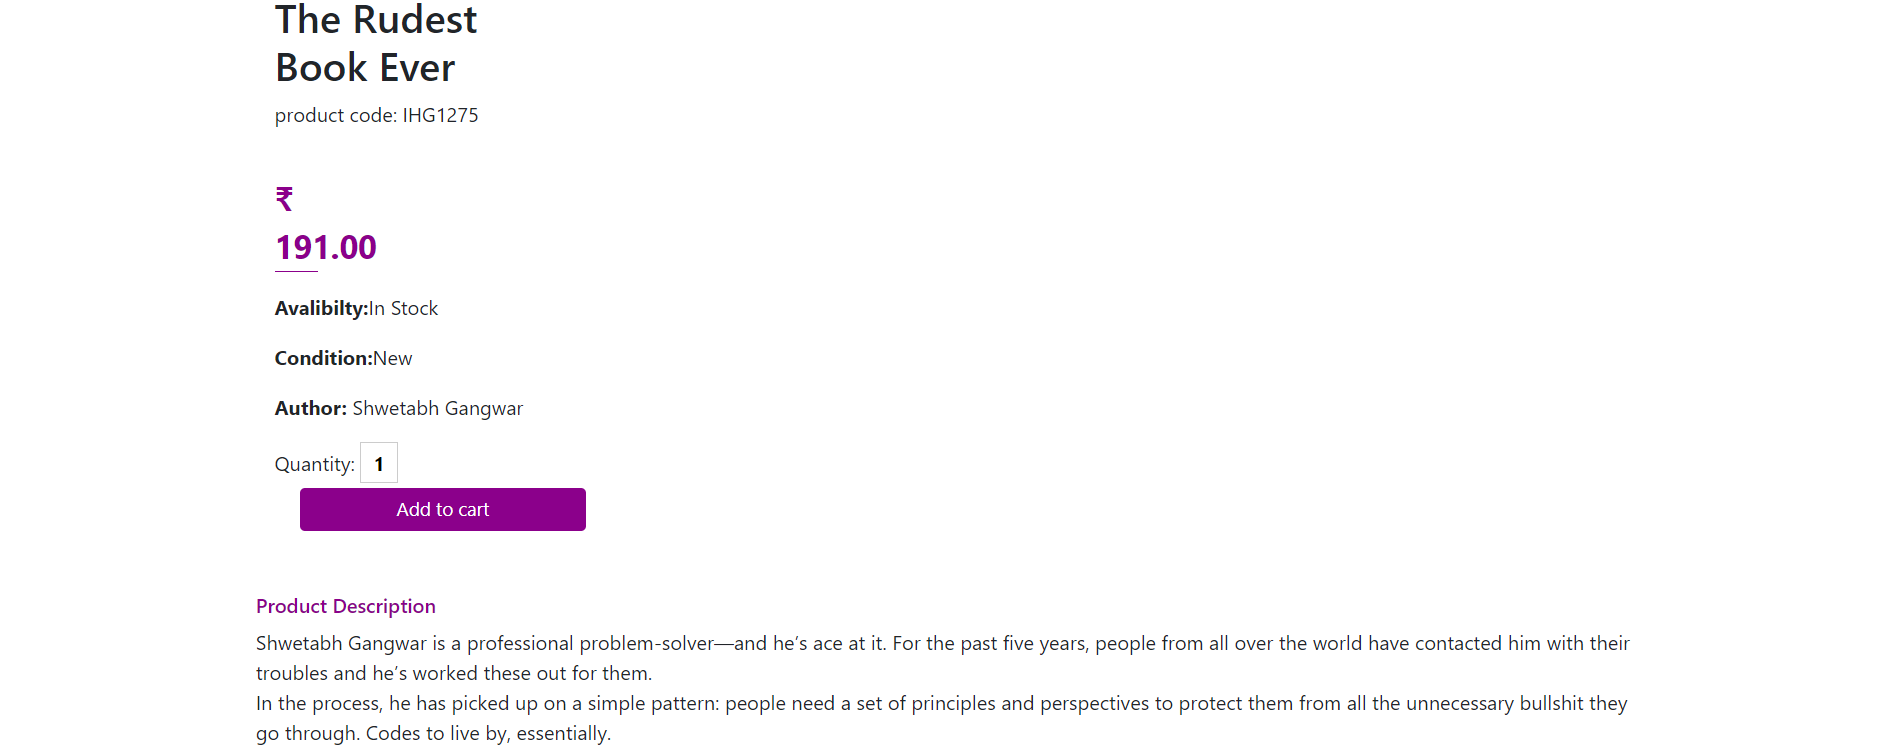 The Rudest
Book Ever
product code: IHG1275
₹
191.00
Avalibilty:In Stock
Condition:New
Author: Shwetabh Gangwar
Quantity: 1
Add to cart
Product Description
Shwetabh Gangwar is a professional problem-solver—and he’s ace at it. For the past five years, people from all over the world have contacted him with their
troubles and he’s worked these out for them.
In the process, he has picked up on a simple pattern: people need a set of principles and perspectives to protect them from all the unnecessary bullshit they
go through. Codes to live by, essentially.